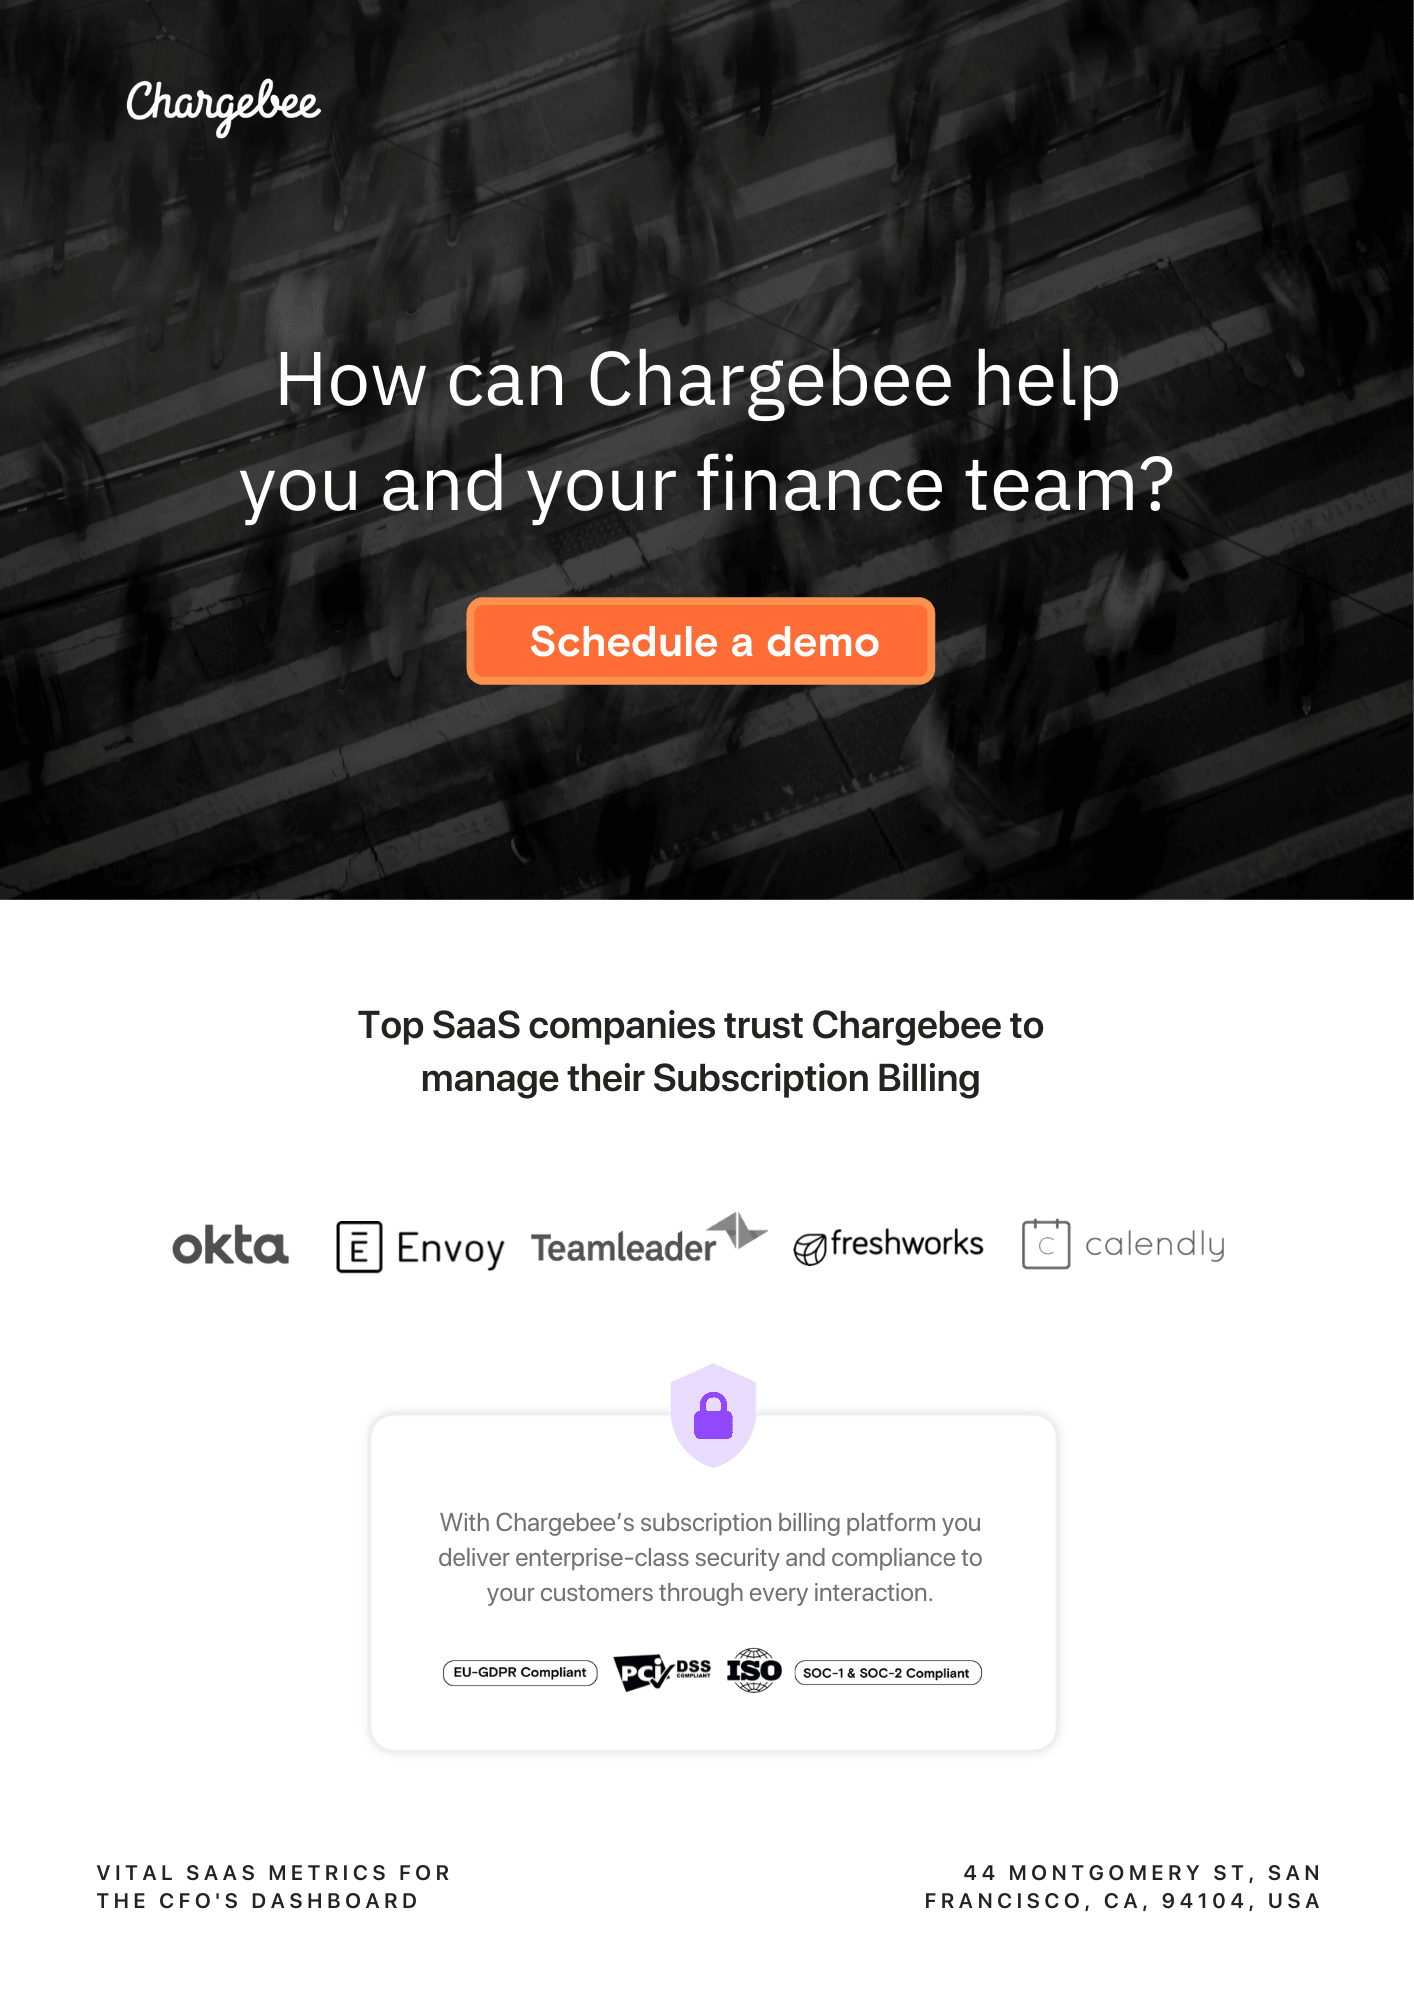 Chargebee
How can Chargebee help
you and your finance team?
Schedule a demo
Top SaaS companies trust Chargebee to
manage their Subscription Billing
okta
Envoy
Teamleader
freshworks
calendly
With Chargebee’s subscription billing platform you
deliver enterprise-class security and compliance to
your customers through every interaction.
EU-GDPR Compliant
PCI DSS COMPLIANT
ISO
SOC-1 & SOC-2 Compliant
VITAL SAAS METRICS FOR
THE CFO'S DASHBOARD
44 MONTGOMERY ST, SAN
FRANCISCO, CA, 94104, USA